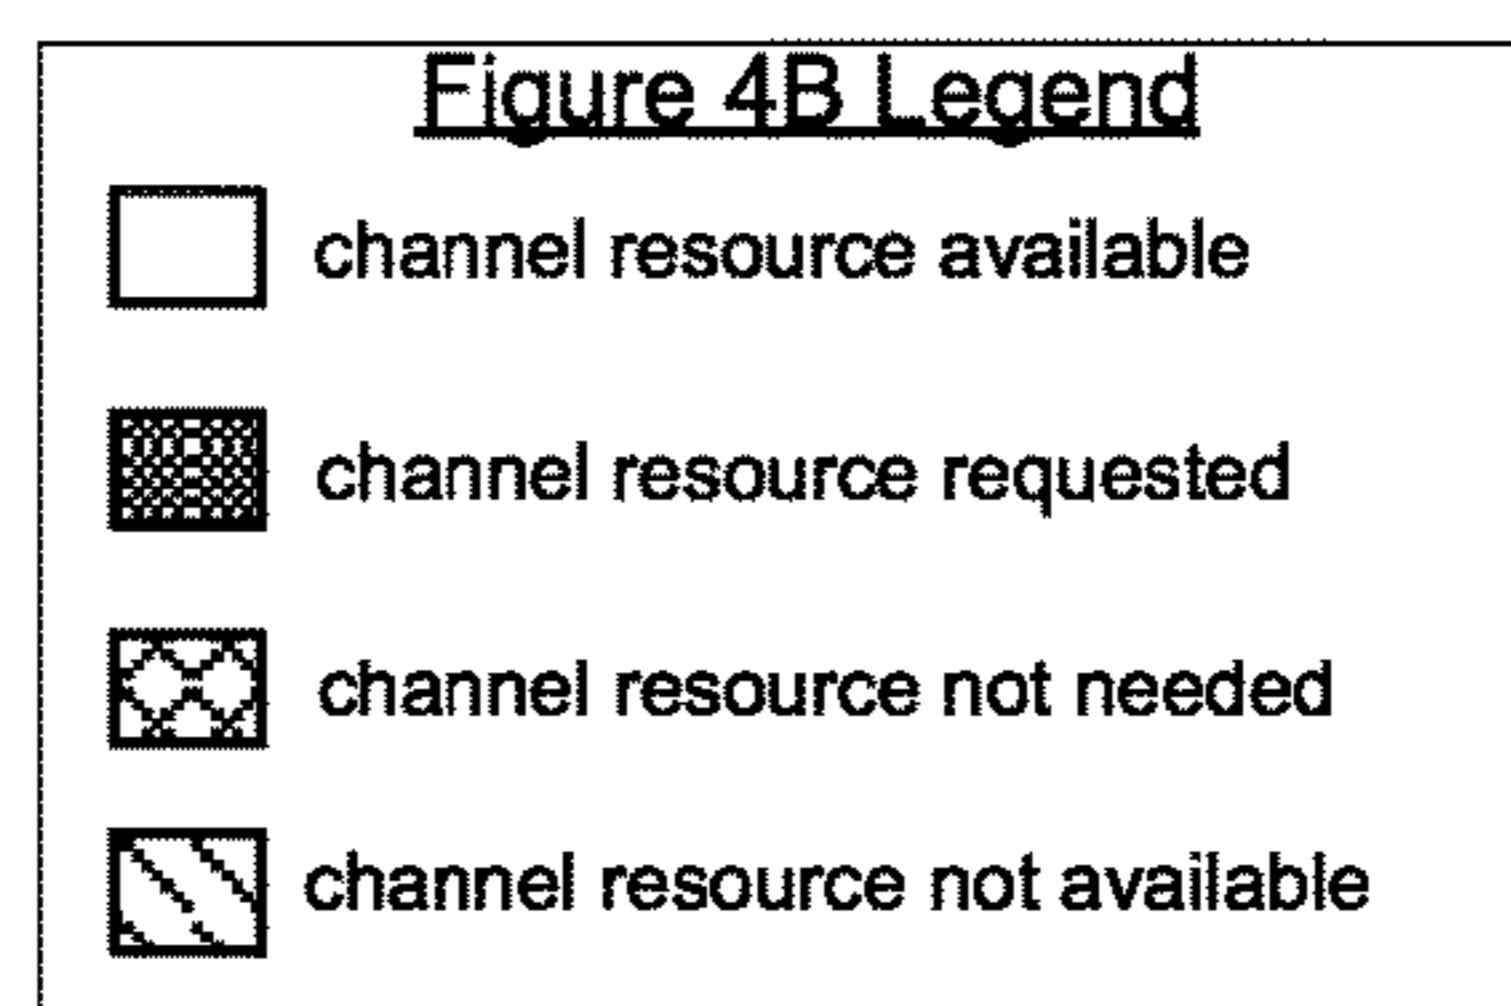 Figure 4B Legend
channel resource available
channel resource requested
channel resource not needed
channel resource not available